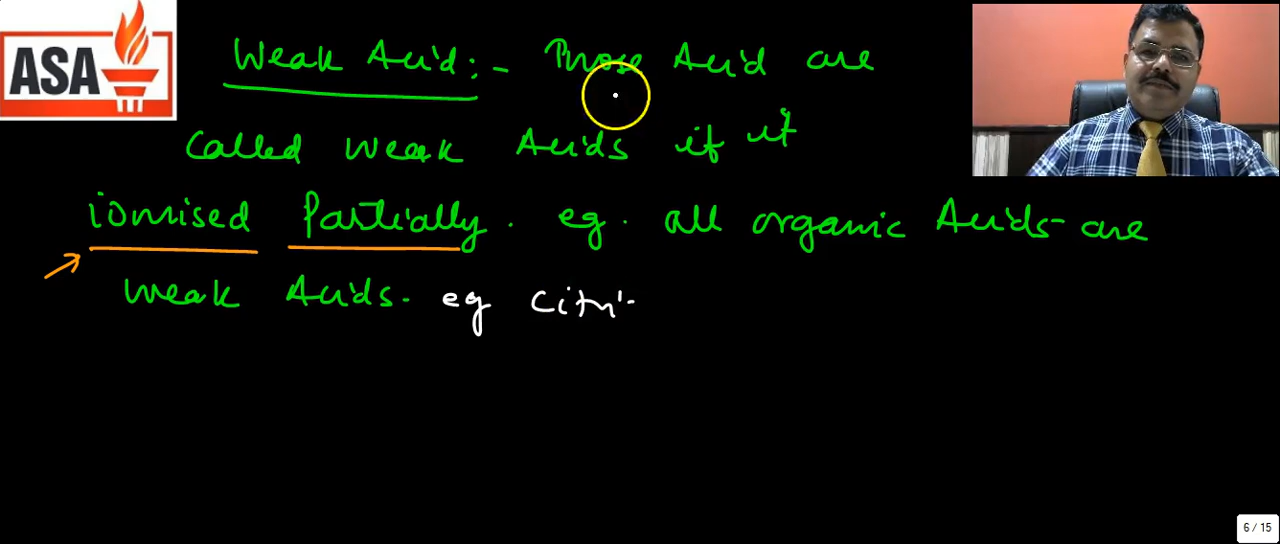 ASA
Weak Acid:- Those Acid are
called weak Acids if it
ionised Partially. eg. all organic Acids are
weak Acids. eg citri
6 / 15